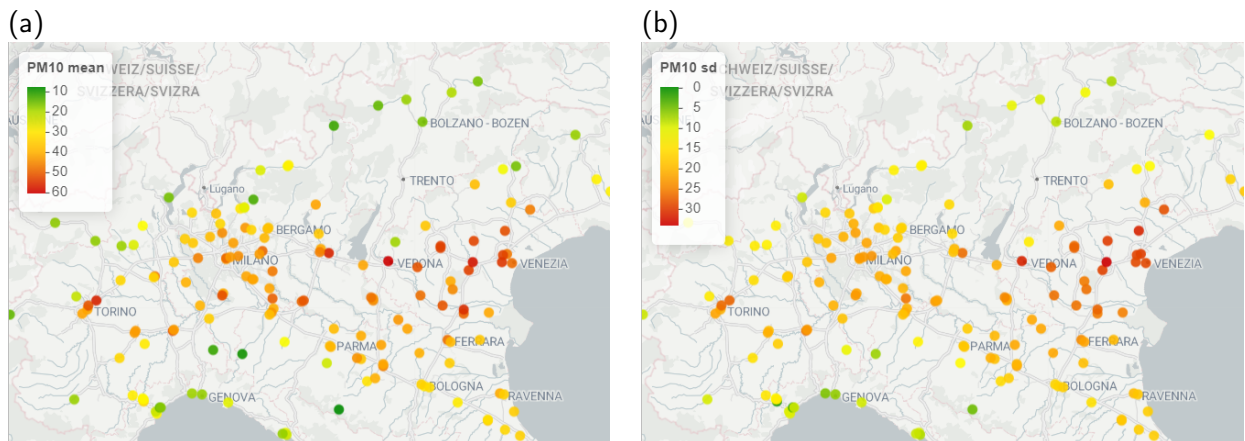 (a)
PM10 mean
10
20
30
40
50
60
WEIZ/SUISSE/
SVIZZERA/SVIZRA
BOLZANO - BOZEN
Lugano
TRENTO
BERGAMO
MILANO
VERONA
VENEZIA
TORINO
PARMA
FERRARA
BOLOGNA
GENOVA
RAVENNA
(b)
PM10 sd
0
5
10
15
20
25
30
CHWEIZ/SUISSE/
SVIZZERA/SVIZRA
BOLZANO - BOZEN
Lugano
TRENTO
BERGAMO
MILANO
VERONA
VENEZIA
TORINO
PARMA
FERRARA
BOLOGNA
GENOVA
RAVENNA